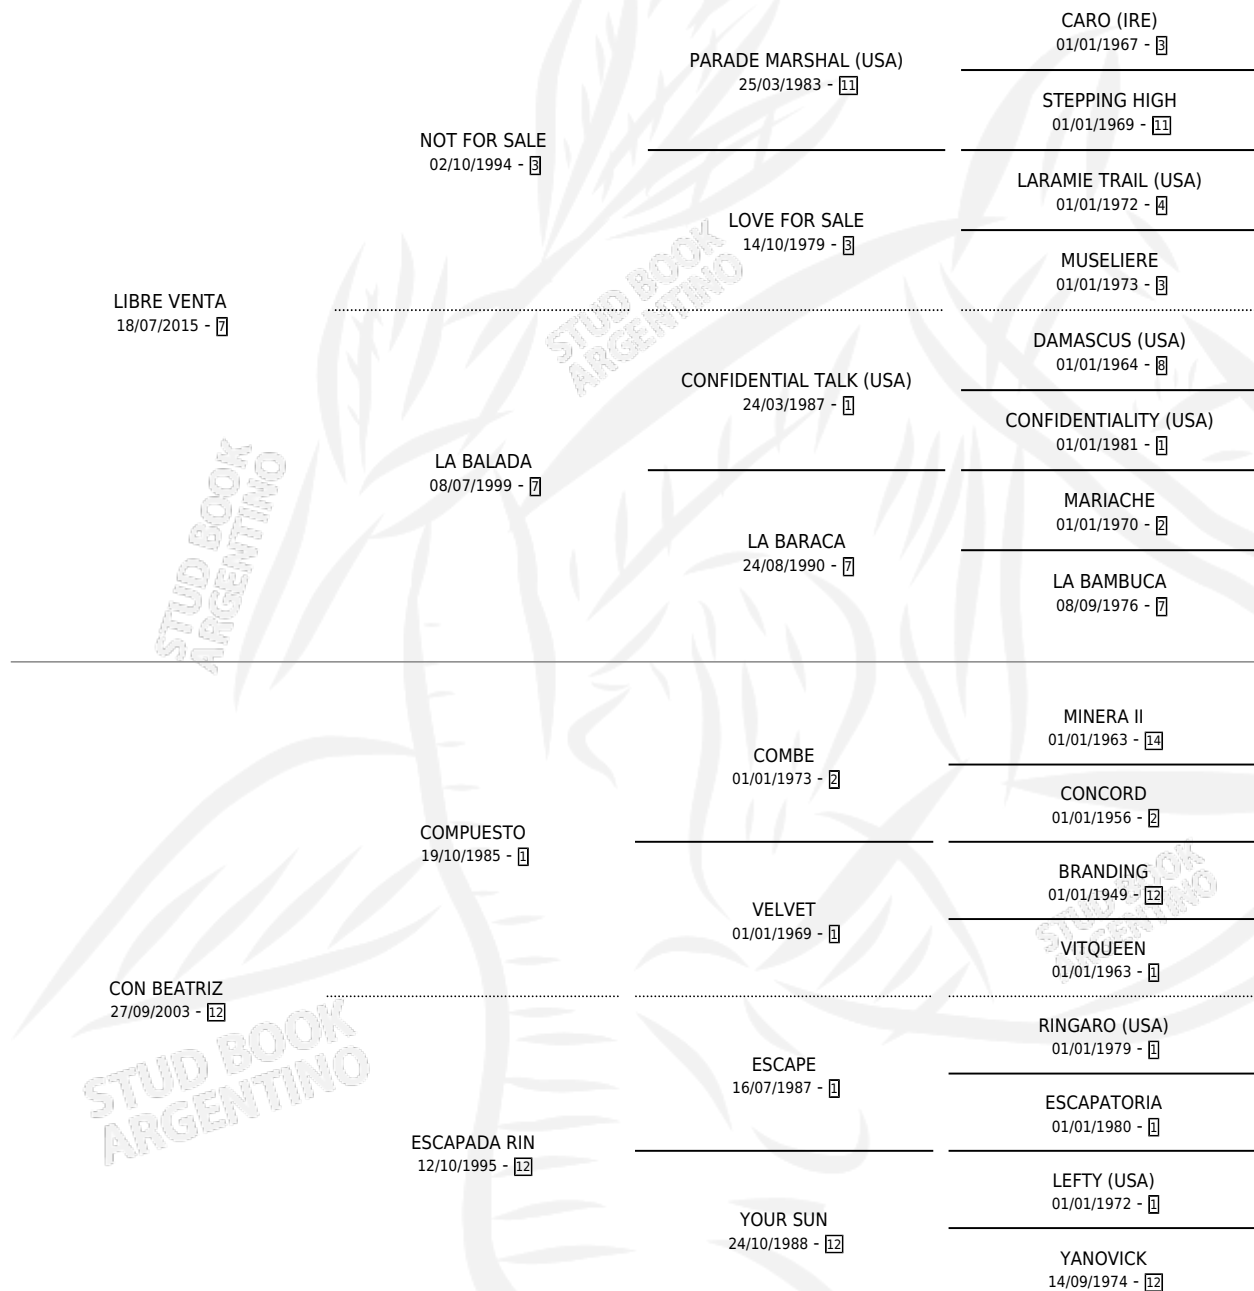 CARO (IRE)
01/01/1967 - 3
PARADE MARSHAL (USA)
25/03/1983 - 11
STEPPING HIGH
01/01/1969 - 11
NOT FOR SALE
02/10/1994 - 3
LARAMIE TRAIL (USA)
01/01/1972 - 4
LOVE FOR SALE
14/10/1979 - 3
MUSELIERE
01/01/1973 - 3
LIBRE VENTA
18/07/2015 - 7
DAMASCUS (USA)
01/01/1964 - 8
CONFIDENTIAL TALK (USA)
24/03/1987 - 1
CONFIDENTIALITY (USA)
01/01/1981 - 1
LA BALADA
08/07/1999 - 7
MARIACHE
01/01/1970 - 2
LA BARACA
24/08/1990 - 7
LA BAMBUCA
08/09/1976 - 7
MINERA II
01/01/1963 - 14
COMBE
01/01/1973 - 2
CONCORD
01/01/1956 - 2
COMPUESTO
19/10/1985 - 1
BRANDING
01/01/1949 - 12
VELVET
01/01/1969 - 1
VITQUEEN
01/01/1963 - 1
CON BEATRIZ
27/09/2003 - 12
RINGARO (USA)
01/01/1979 - 1
ESCAPE
16/07/1987 - 1
ESCAPATORIA
01/01/1980 - 1
ESCAPADA RIN
12/10/1995 - 12
LEFTY (USA)
01/01/1972 - 1
YOUR SUN
24/10/1988 - 12
YANOVICK
14/09/1974 - 12
STUD BOOK
ARGENTINO
STUD BOOK
ARGENTINO
STUD BOOK
ARGENTINO
STUD BOOK
ARGENTINO